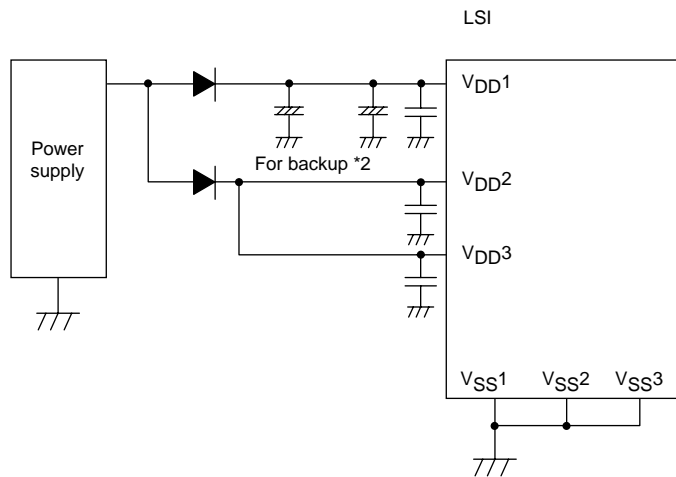 LSI
Power
supply
VDD1
For backup *2
VDD2
VDD3
VSS1 VSS2 VSS3